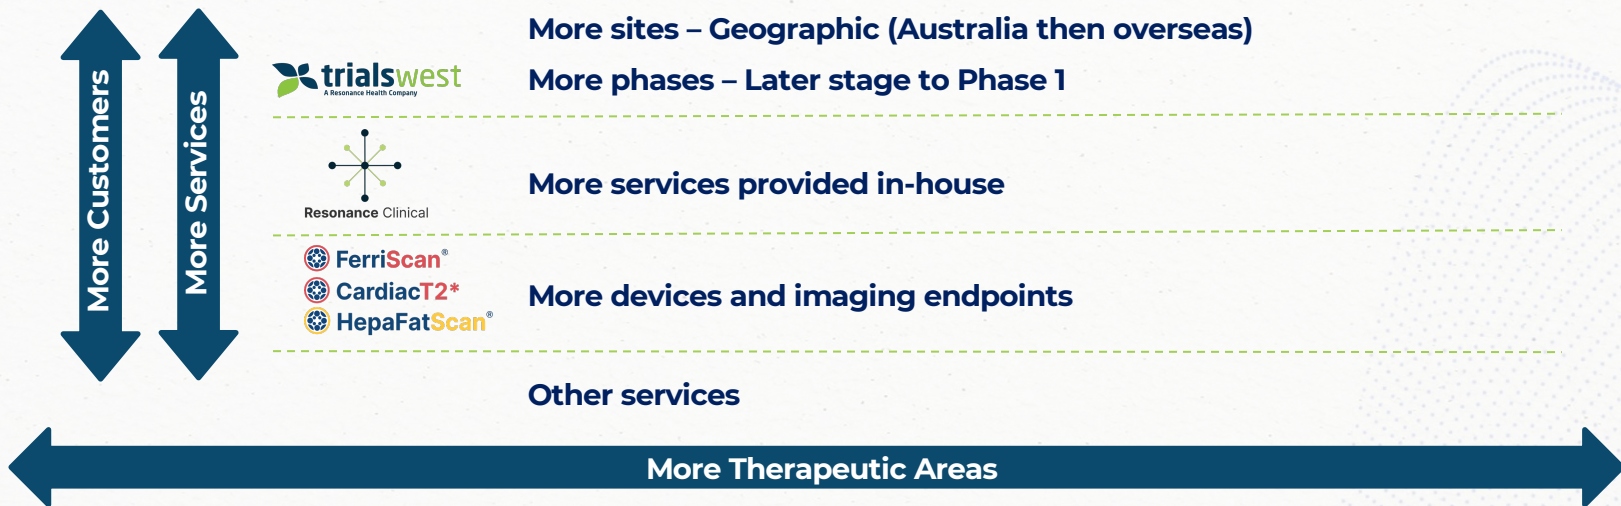 More Customers
More Services
trialswest
A Resonance Health Company
More sites – Geographic (Australia then overseas)
More phases – Later stage to Phase 1
Resonance Clinical
More services provided in-house
FerriScan®
CardiacT2*
HepaFatScan®
More devices and imaging endpoints
Other services
More Therapeutic Areas